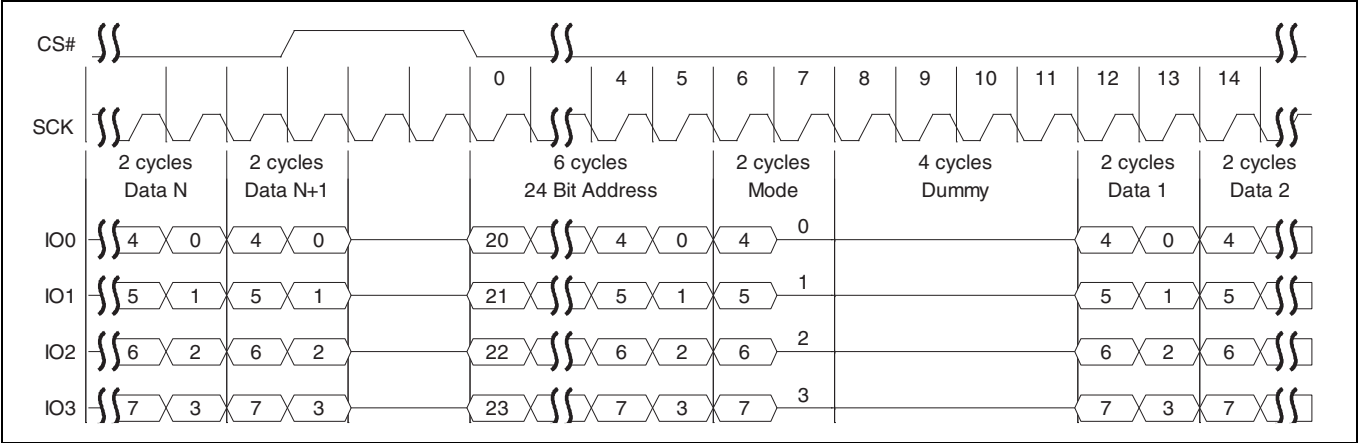 CS#
0 4 5 6 7 8 9 10 11 12 13 14
SCK
2 cycles 2 cycles 6 cycles 2 cycles 4 cycles 2 cycles 2 cycles
Data N Data N+1 24 Bit Address Mode Dummy Data 1 Data 2
IO0 4 0 4 0 20 4 0 4 0 4 0 4
IO1 5 1 5 1 21 5 1 5 1 5 1 5
IO2 6 2 6 2 22 6 2 6 2 6 2 6
IO3 7 3 7 3 23 7 3 7 3 7 3 7